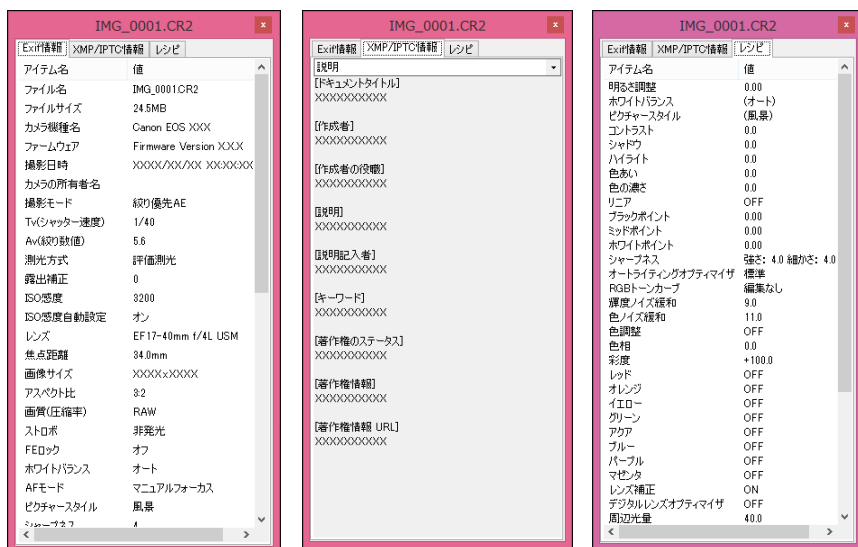 IMG_0001.CR2
Exif情報 XMP/IPTC情報 レシピ
アイテム名 値
ファイル名 IMG_0001.CR2
ファイルサイズ 24.5MB
カメラ機種名 Canon EOS XXX
ファームウェア Firmware Version X.X.X
撮影日時 XXXX/XX/XX XX:XX:XX
カメラの所有者名
撮影モード 絞り優先AE
Tv(シャッター速度) 1/40
Av(絞り数値) 5.6
測光方式 評価測光
露出補正 0
ISO感度 3200
ISO感度自動設定 オン
レンズ EF17-40mm f/4L USM
焦点距離 34.0mm
画像サイズ XXXXxXXXX
アスペクト比 3:2
画質(圧縮率) RAW
ストロボ 非発光
FEロック オフ
ホワイトバランス オート
AFモード マニュアルフォーカス
ピクチャースタイル 風景
シャープネス 4
IMG_0001.CR2
Exif情報 XMP/IPTC情報 レシピ
説明
[ドキュメントタイトル]
XXXXXXXXXX
[作成者]
XXXXXXXXXX
[作成者の役職]
XXXXXXXXXX
[説明]
XXXXXXXXXX
[説明記入者]
XXXXXXXXXX
[キーワード]
XXXXXXXXXX
[著作権のステータス]
XXXXXXXXXX
[著作権情報]
XXXXXXXXXX
[著作権情報 URL]
XXXXXXXXXX
IMG_0001.CR2
Exif情報 XMP/IPTC情報 レシピ
アイテム名 値
明るさ調整 0.00
ホワイトバランス (オート)
ピクチャースタイル (風景)
コントラスト 0.0
シャドウ 0.0
ハイライト 0.0
色あい 0.0
色の濃さ 0.0
リニア OFF
ブラックポイント 0.00
ミッドポイント 0.00
ホワイトポイント 0.00
シャープネス 強さ: 4.0 細かさ: 4.0
オートライティングオプティマイザ 標準
RGBトーンカーブ 編集なし
輝度ノイズ緩和 9.0
色ノイズ緩和 11.0
色調整 OFF
色相 0.0
彩度 +100.0
レッド OFF
オレンジ OFF
イエロー OFF
グリーン OFF
アクア OFF
ブルー OFF
パープル OFF
マゼンタ OFF
レンズ補正 ON
デジタルレンズオプティマイザ OFF
周辺光量 40.0